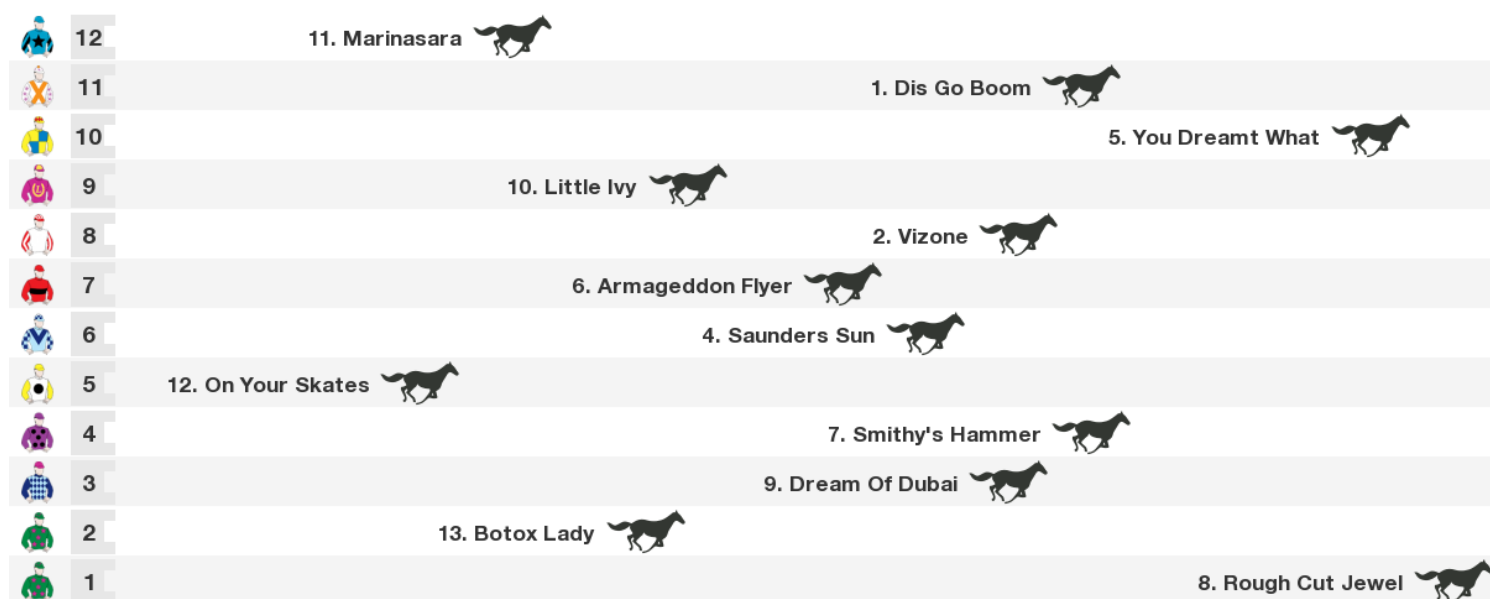 12 11. Marinasara
11 1. Dis Go Boom
10 5. You Dreamt What
9 10. Little Ivy
8 2. Vizone
7 6. Armageddon Flyer
6 4. Saunders Sun
5 12. On Your Skates
4 7. Smithy's Hammer
3 9. Dream Of Dubai
2 13. Botox Lady
1 8. Rough Cut Jewel